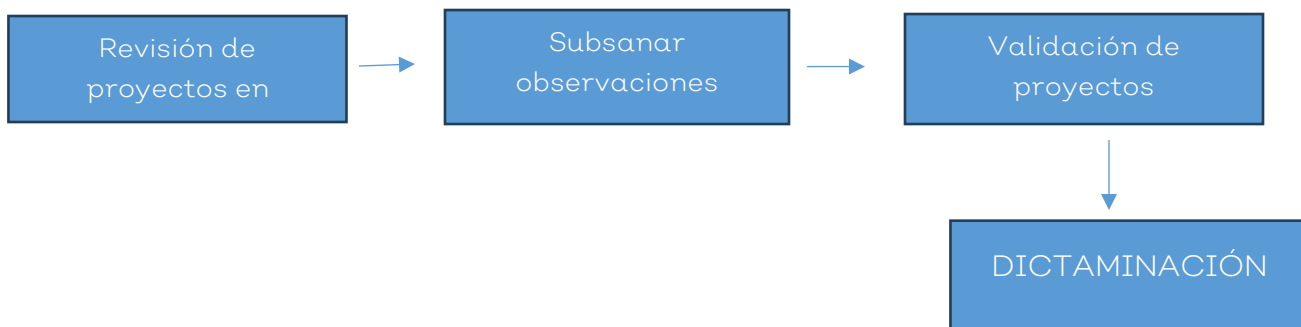 Revisión de
proyectos en
Subsanar
observaciones
Validación de
proyectos
DICTAMINACIÓN